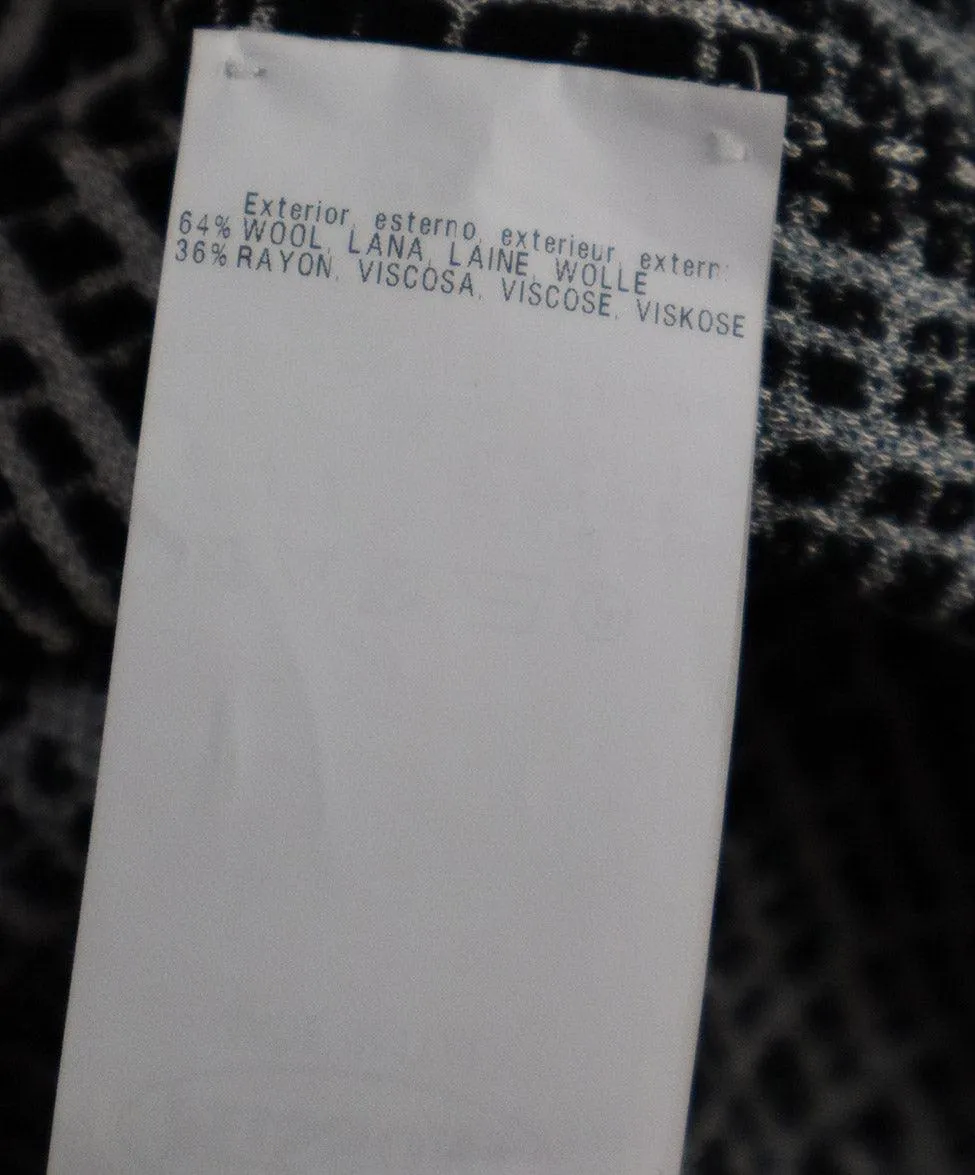 Exterior, esterno, exterieur, extern:
64% WOOL, LANA, LAINE, WOLLE
36% RAYON, VISCOSA, VISCOSE, VISKOSE